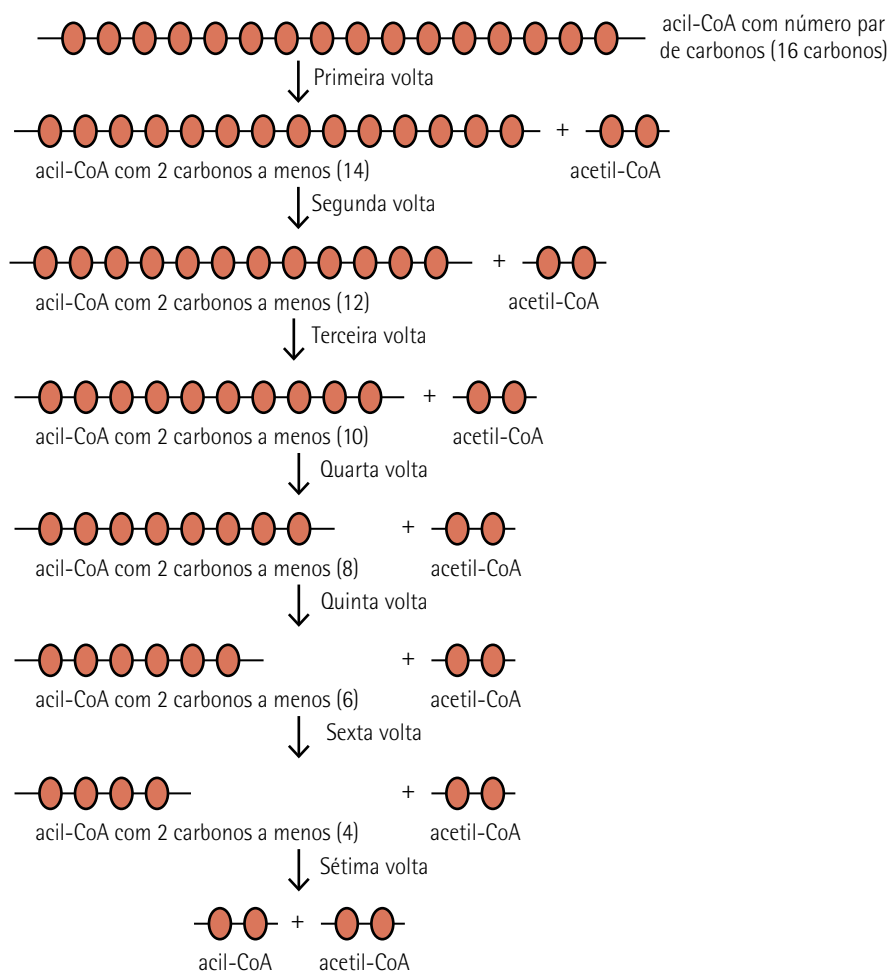 acil-CoA com número par
de carbonos (16 carbonos)
Primeira volta
+
acil-CoA com 2 carbonos a menos (14)
acetil-CoA
Segunda volta
+
acil-CoA com 2 carbonos a menos (12)
acetil-CoA
Terceira volta
+
acil-CoA com 2 carbonos a menos (10)
acetil-CoA
Quarta volta
+
acil-CoA com 2 carbonos a menos (8)
acetil-CoA
Quinta volta
+
acil-CoA com 2 carbonos a menos (6)
acetil-CoA
Sexta volta
+
acil-CoA com 2 carbonos a menos (4)
acetil-CoA
Sétima volta
+
acil-CoA
acetil-CoA